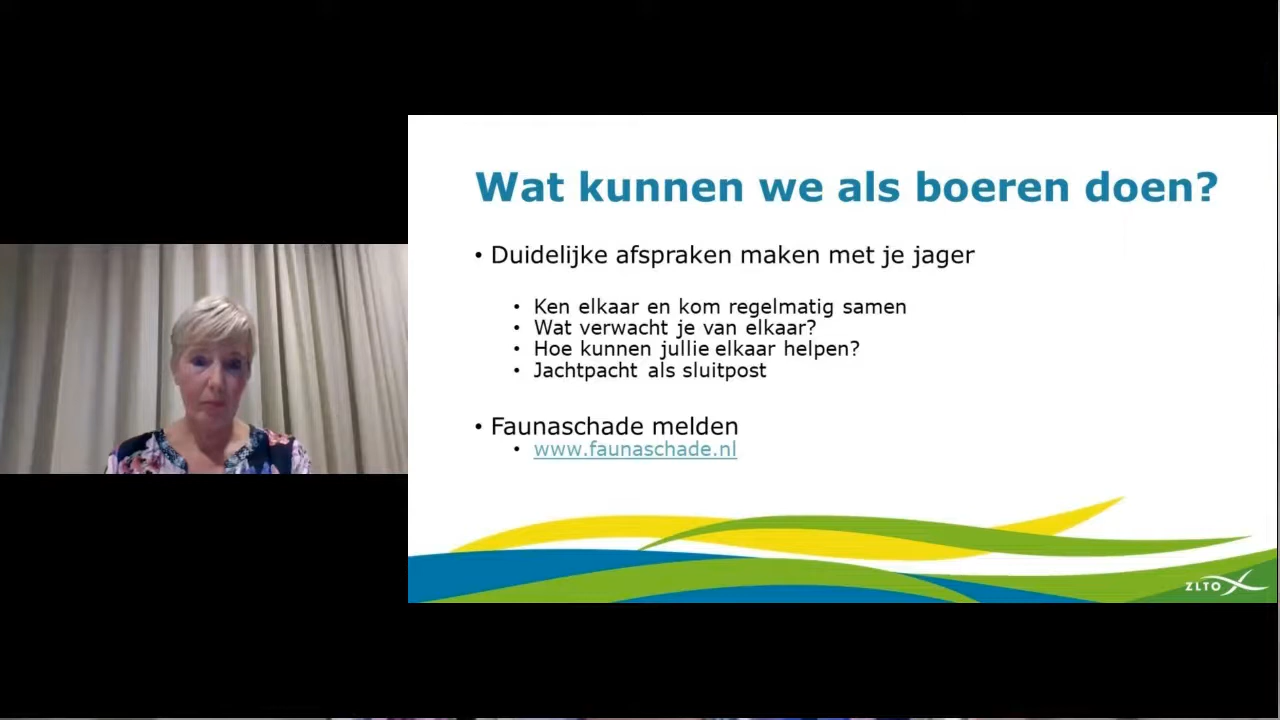 Wat kunnen we als boeren doen?
• Duidelijke afspraken maken met je jager
• Ken elkaar en kom regelmatig samen
• Wat verwacht je van elkaar?
• Hoe kunnen jullie elkaar helpen?
• Jachtpacht als sluitpost
• Faunaschade melden
• www.faunaschade.nl
ZLTO